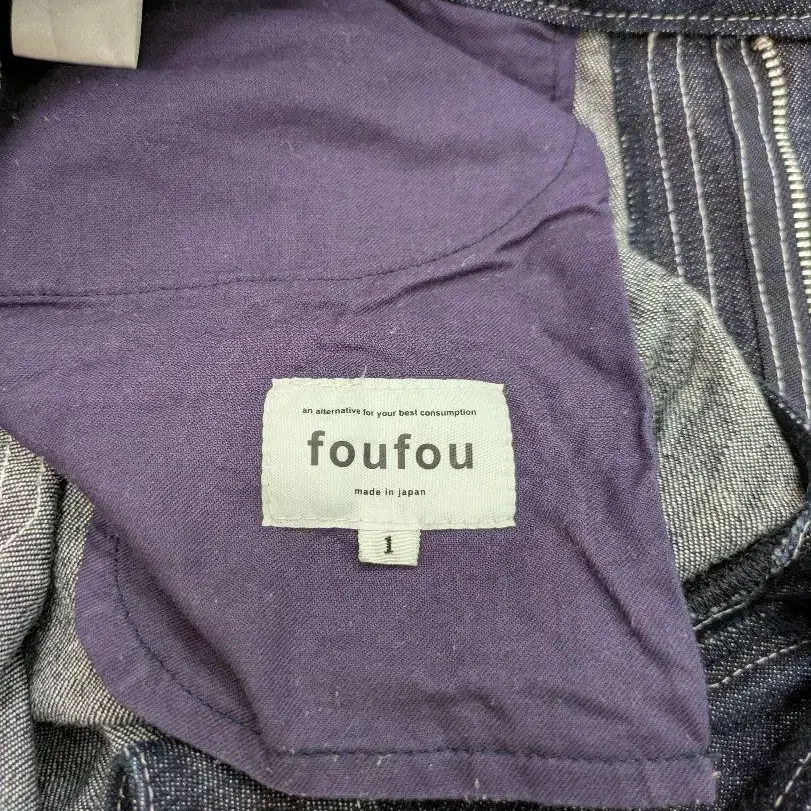 an alternative for your best consumption
foufou
made in japan
1